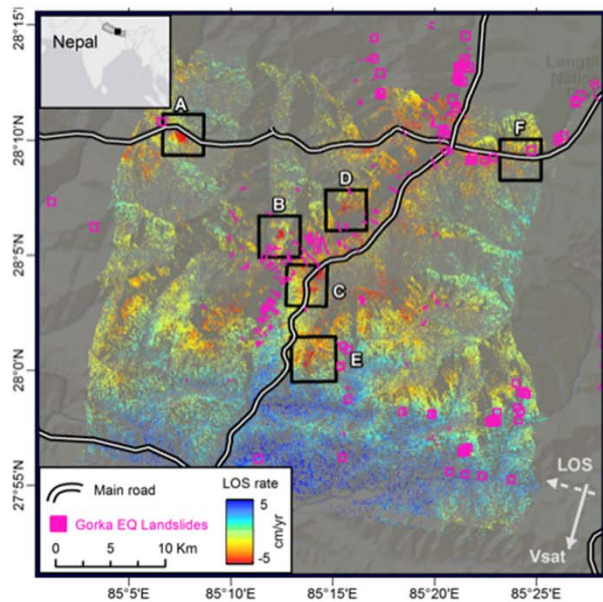 Nepal
28°15'N
28°10'N
28°5'N
28°0'N
27°55'N
A
F
D
B
C
E
Main road
Gorka EQ Landslides
0 5 10 Km
LOS rate
5
cm/yr
-5
LOS
Vsat
85°5'E 85°10'E 85°15'E 85°20'E 85°25'E